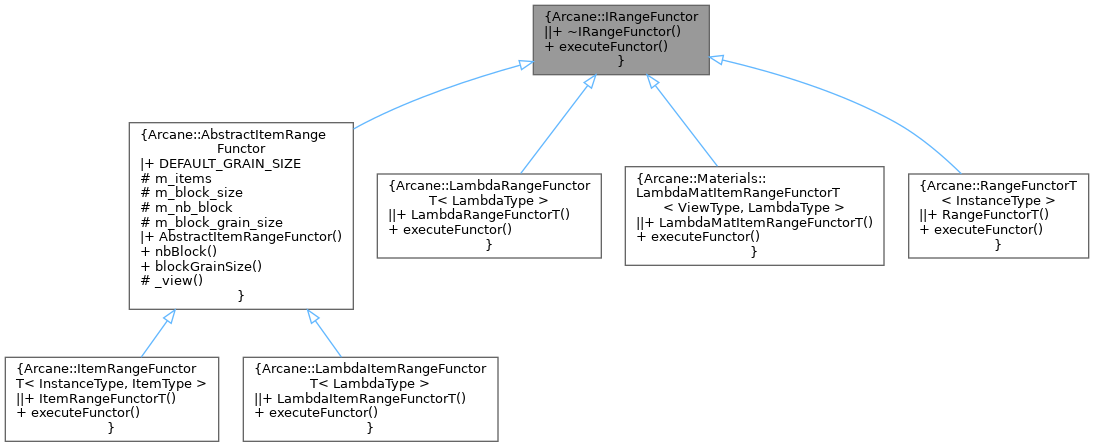 {Arcane::IRangeFunctor
||+ ~IRangeFunctor()
+ executeFunctor()
}
{Arcane::AbstractItemRange
Functor
|+ DEFAULT_GRAIN_SIZE
# m_items
# m_block_size
# m_nb_block
# m_block_grain_size
|+ AbstractItemRangeFunctor()
+ nbBlock()
+ blockGrainSize()
# _view()
}
{Arcane::LambdaRangeFunctor
T< LambdaType >
||+ LambdaRangeFunctorT()
+ executeFunctor()
}
{Arcane::Materials::
LambdaMatItemRangeFunctorT
< ViewType, LambdaType >
||+ LambdaMatItemRangeFunctorT()
+ executeFunctor()
}
{Arcane::RangeFunctorT
< InstanceType >
||+ RangeFunctorT()
+ executeFunctor()
}
{Arcane::ItemRangeFunctor
T< InstanceType, ItemType >
||+ ItemRangeFunctorT()
+ executeFunctor()
}
{Arcane::LambdaItemRangeFunctor
T< LambdaType >
||+ LambdaItemRangeFunctorT()
+ executeFunctor()
}